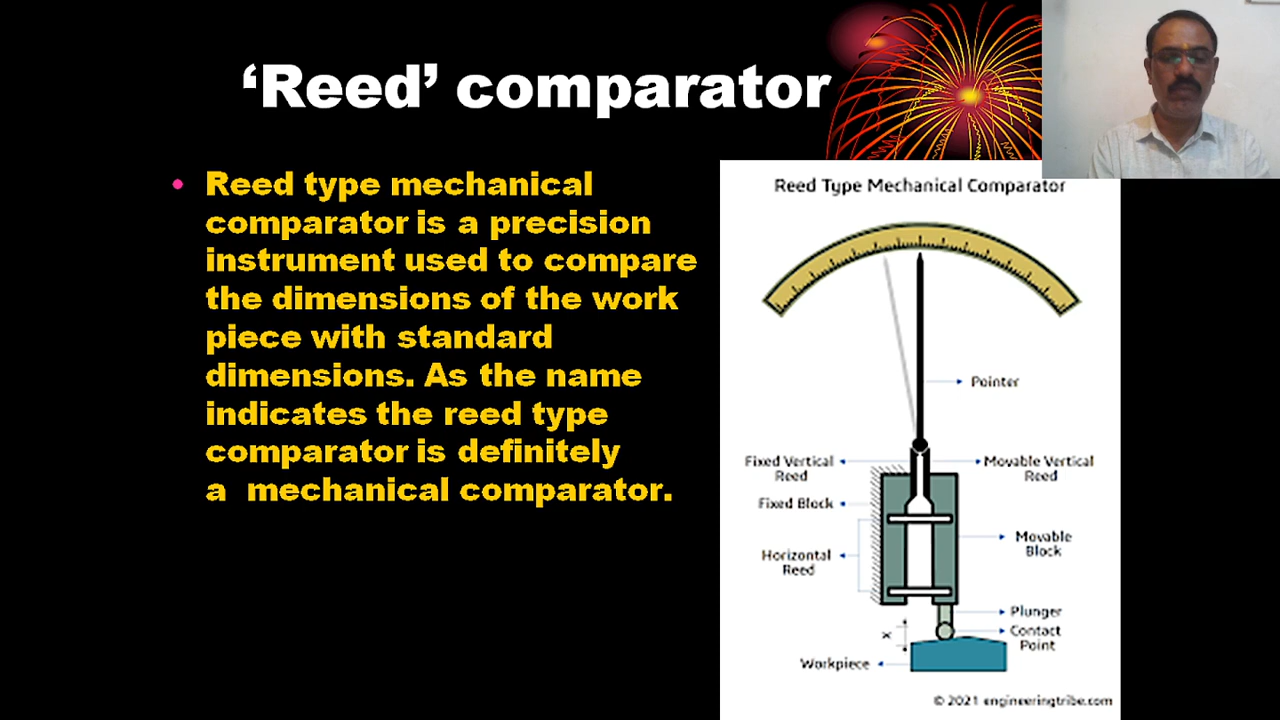 ‘Reed’ comparator
• Reed type mechanical
comparator is a precision
instrument used to compare
the dimensions of the work
piece with standard
dimensions. As the name
indicates the reed type
comparator is definitely
a  mechanical comparator.
Reed Type Mechanical Comparator
Pointer
Fixed Vertical
Reed
Movable Vertical
Reed
Fixed Block
Horizontal
Reed
Movable
Block
Plunger
x
Contact
Point
Workpiece
© 2021 engineeringtribe.com